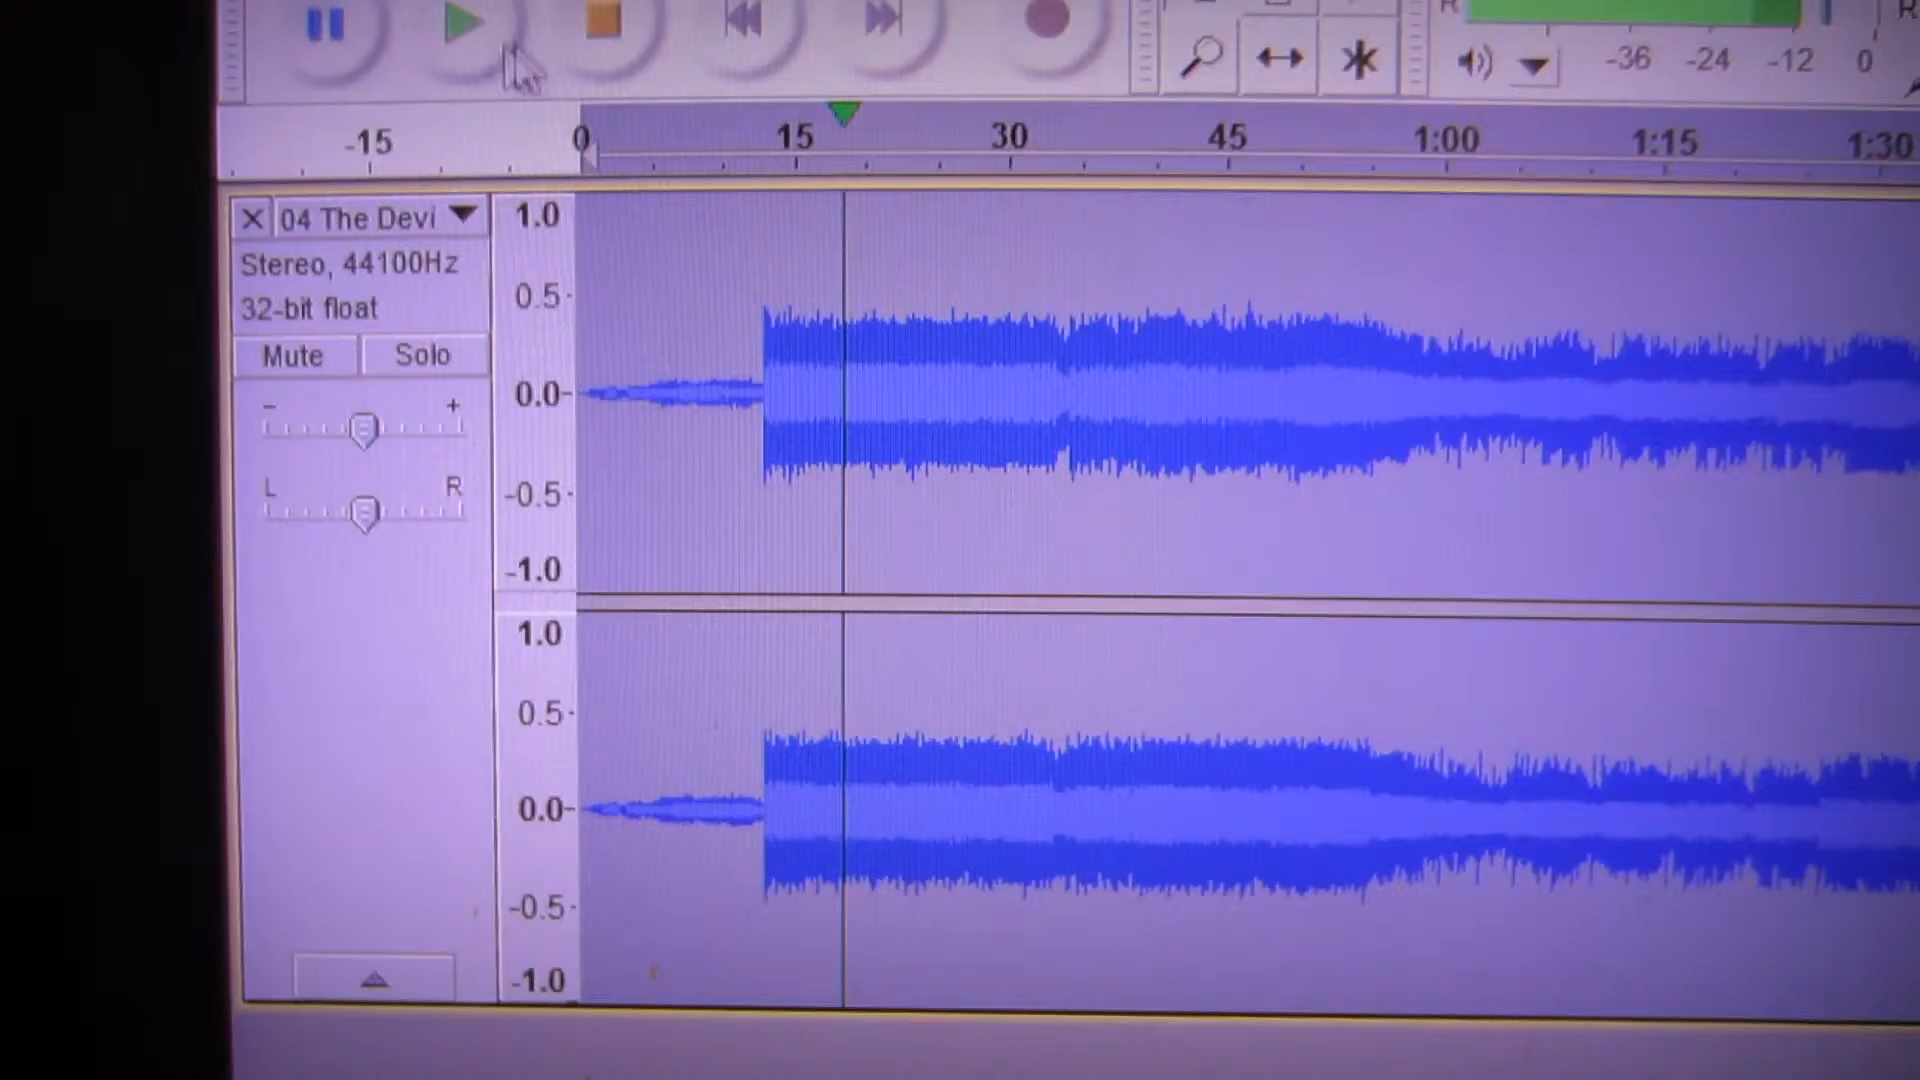 R
-36 -24 -12 0
-15 0 15 30 45 1:00 1:15 1:30
X 04 The Devi
Stereo, 44100Hz
32-bit float
Mute Solo
- +
L R
1.0
0.5
0.0
-0.5
-1.0
1.0
0.5
0.0
-0.5
-1.0